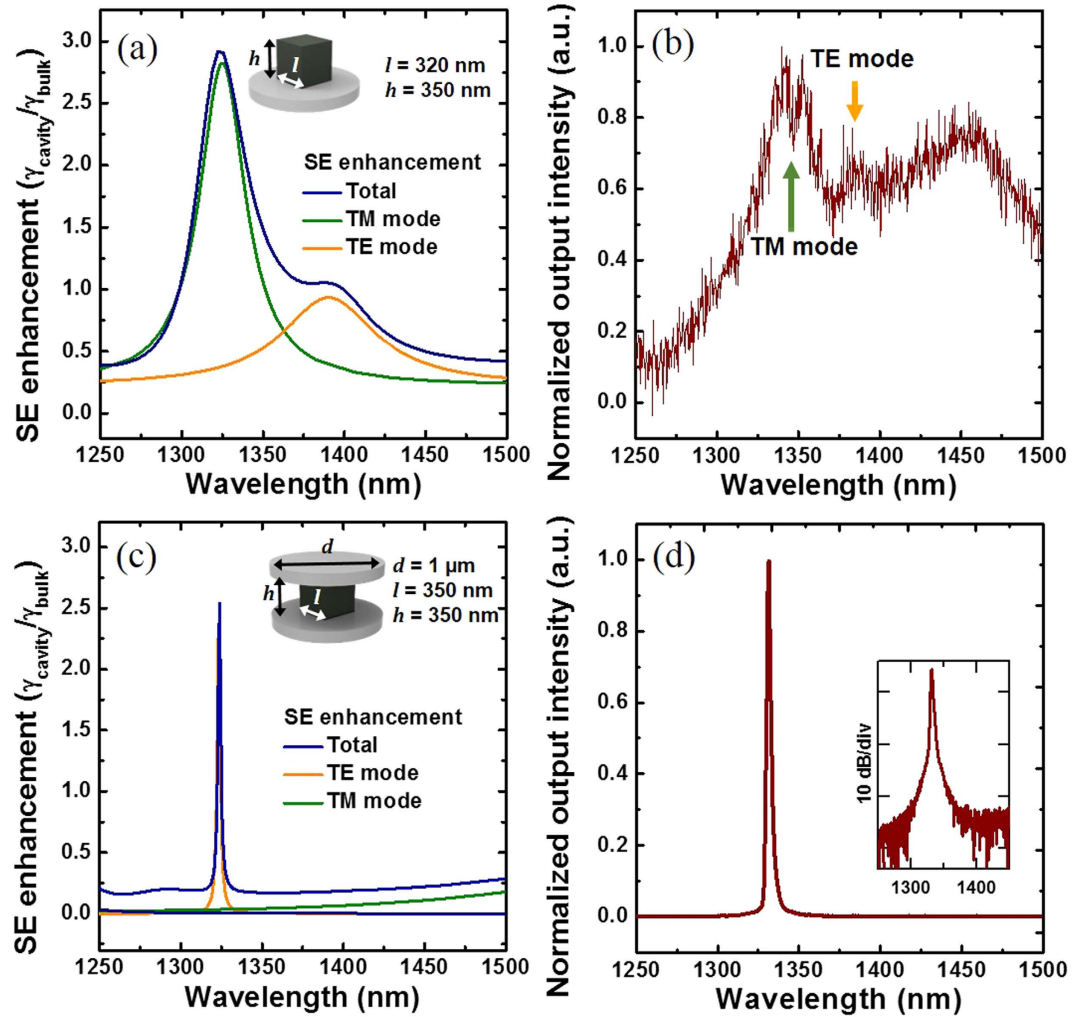 (a)
SE enhancement (γcavity/γbulk)
3.0
2.5
2.0
1.5
1.0
0.5
0.0
h
l
l = 320 nm
h = 350 nm
SE enhancement
Total
TM mode
TE mode
1250 1300 1350 1400 1450 1500
Wavelength (nm)
(b)
Normalized output intensity (a.u.)
1.0
0.8
0.6
0.4
0.2
0.0
TE mode
TM mode
1250 1300 1350 1400 1450 1500
Wavelength (nm)
(c)
SE enhancement (γcavity/γbulk)
3.0
2.5
2.0
1.5
1.0
0.5
0.0
d
h
l
d = 1 µm
l = 350 nm
h = 350 nm
SE enhancement
Total
TE mode
TM mode
1250 1300 1350 1400 1450 1500
Wavelength (nm)
(d)
Normalized output intensity (a.u.)
1.0
0.8
0.6
0.4
0.2
0.0
10 dB/div
1300 1400
1250 1300 1350 1400 1450 1500
Wavelength (nm)